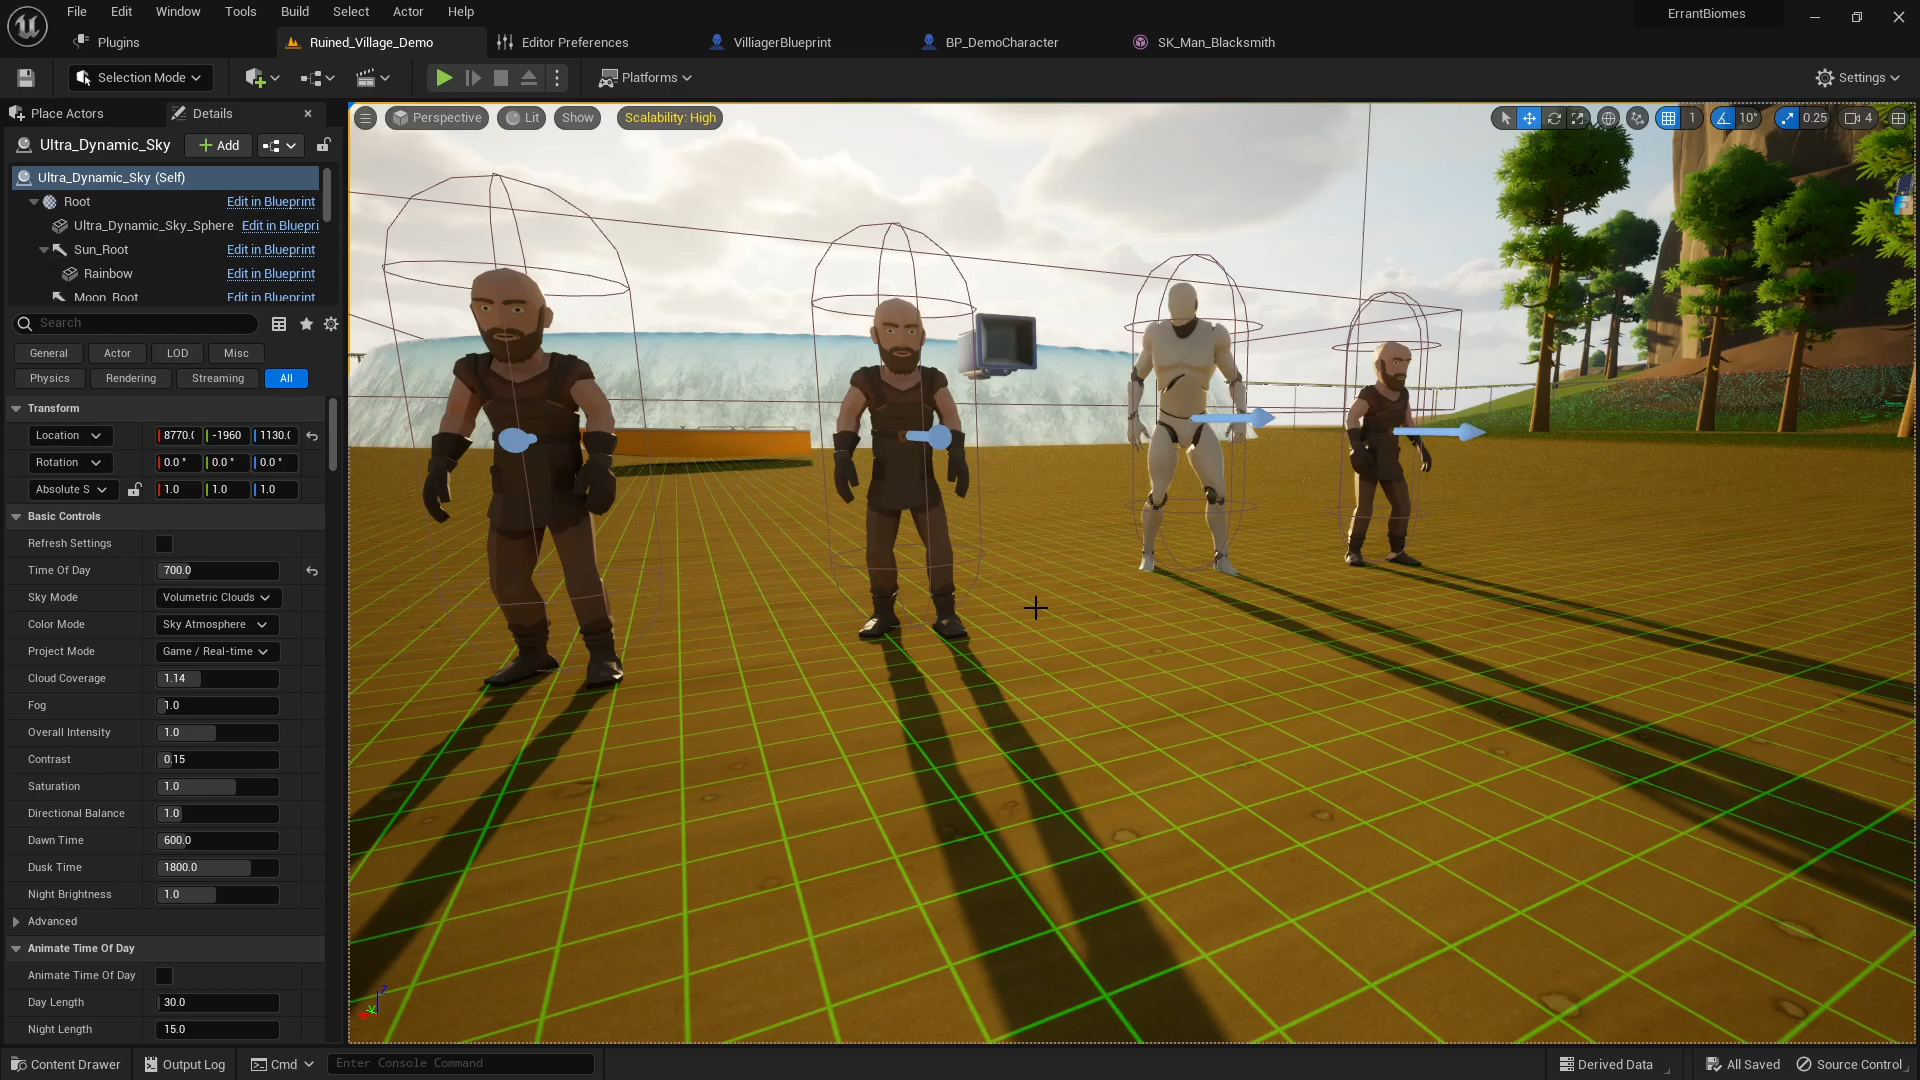 File Edit Window Tools Build Select Actor Help
ErrantBiomes
Plugins
Ruined_Village_Demo
Editor Preferences
VilliagerBlueprint
BP_DemoCharacter
SK_Man_Blacksmith
Selection Mode
Platforms
Settings
Place Actors
Details
Perspective
Lit
Show
Scalability: High
1
10°
0.25
4
Ultra_Dynamic_Sky
+ Add
Ultra_Dynamic_Sky (Self)
Root Edit in Blueprint
Ultra_Dynamic_Sky_Sphere Edit in Bluepri
Sun_Root Edit in Blueprint
Rainbow Edit in Blueprint
Moon_Root Edit in Blueprint
Search
General Actor LOD Misc
Physics Rendering Streaming All
Transform
Location 8770.( -1960 1130.(
Rotation 0.0 ° 0.0 ° 0.0 °
Absolute S 1.0 1.0 1.0
Basic Controls
Refresh Settings
Time Of Day 700.0
Sky Mode Volumetric Clouds
Color Mode Sky Atmosphere
Project Mode Game / Real-time
Cloud Coverage 1.14
Fog 1.0
Overall Intensity 1.0
Contrast 0.15
Saturation 1.0
Directional Balance 1.0
Dawn Time 600.0
Dusk Time 1800.0
Night Brightness 1.0
Advanced
Animate Time Of Day
Animate Time Of Day
Day Length 30.0
Night Length 15.0
Z
Y
Content Drawer
Output Log
Cmd
Enter Console Command
Derived Data
All Saved
Source Control